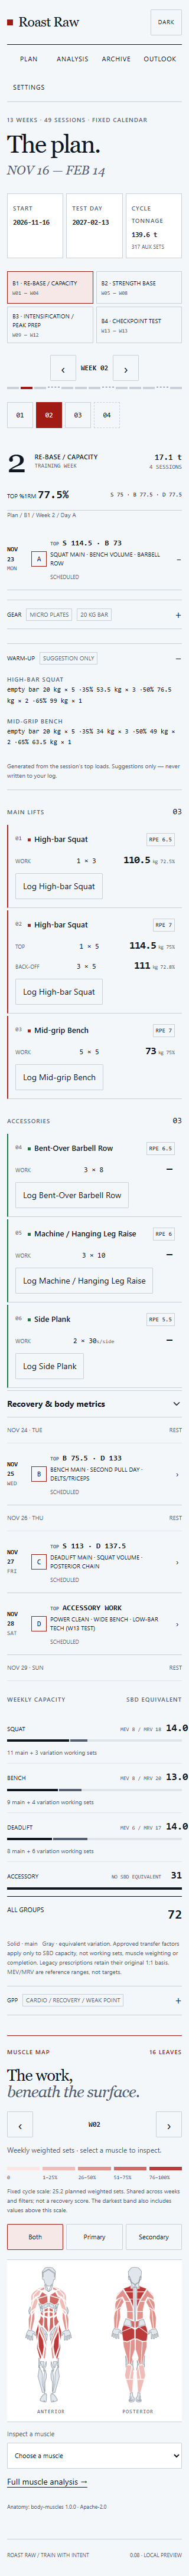 Roast Raw
DARK
PLAN ANALYSIS ARCHIVE OUTLOOK
SETTINGS
13 WEEKS · 49 SESSIONS · FIXED CALENDAR
The plan.
NOV 16 — FEB 14
START
2026-11-16
TEST DAY
2027-02-13
CYCLE TONNAGE
139.6 t
317 AUX SETS
B1 · RE-BASE / CAPACITY
W01 — W04
B2 · STRENGTH BASE
W05 — W08
B3 · INTENSIFICATION / PEAK PREP
W09 — W12
B4 · CHECKPOINT TEST
W13 — W13
‹ WEEK 02 ›
01 02 03 04
2 RE-BASE / CAPACITY 17.1 t
TRAINING WEEK 4 SESSIONS
TOP %1RM 77.5% S 75 · B 77.5 · D 77.5
Plan / B1 / Week 2 / Day A
NOV 23 MON
A
TOP S 114.5 · B 73
SQUAT MAIN · BENCH VOLUME · BARBELL ROW
SCHEDULED
–
GEAR MICRO PLATES 20 KG BAR +
WARM-UP SUGGESTION ONLY –
HIGH-BAR SQUAT
empty bar 20 kg × 5 ·35% 53.5 kg × 3 ·50% 76.5
kg × 2 ·65% 99 kg × 1
MID-GRIP BENCH
empty bar 20 kg × 5 ·35% 34 kg × 3 ·50% 49 kg ×
2 ·65% 63.5 kg × 1
Generated from the session's top loads. Suggestions only — never
written to your log.
MAIN LIFTS 03
01 High-bar Squat RPE 6.5
WORK 1 × 3 110.5 kg 72.5%
Log High-bar Squat
02 High-bar Squat RPE 7
TOP 1 × 5 114.5 kg 75%
BACK-OFF 3 × 5 111 kg 72.8%
Log High-bar Squat
03 Mid-grip Bench RPE 7
WORK 5 × 5 73 kg 75%
Log Mid-grip Bench
ACCESSORIES 03
04 Bent-Over Barbell Row RPE 6.5
WORK 3 × 8 —
Log Bent-Over Barbell Row
05 Machine / Hanging Leg Raise RPE 6
WORK 3 × 10 —
Log Machine / Hanging Leg Raise
06 Side Plank RPE 5.5
WORK 2 × 30s/side —
Log Side Plank
Recovery & body metrics
NOV 24 · TUE REST
NOV 25 WED
B
TOP B 75.5 · D 133
BENCH MAIN · SECOND PULL DAY ·
DELTS/TRICEPS
SCHEDULED
›
NOV 26 · THU REST
NOV 27 FRI
C
TOP S 113 · D 137.5
DEADLIFT MAIN · SQUAT VOLUME ·
POSTERIOR CHAIN
SCHEDULED
›
NOV 28 SAT
D
TOP ACCESSORY WORK
POWER CLEAN · WIDE BENCH · LOW-BAR
TECH (W13 TEST)
SCHEDULED
›
NOV 29 · SUN REST
WEEKLY CAPACITY SBD EQUIVALENT
SQUAT MEV 8 / MRV 18 14.0
11 main + 3 variation working sets
BENCH MEV 8 / MRV 20 13.0
9 main + 4 variation working sets
DEADLIFT MEV 6 / MRV 17 14.0
8 main + 6 variation working sets
ACCESSORY NO SBD EQUIVALENT 31
ALL GROUPS 72
Solid · main Gray · equivalent variation. Approved transfer factors
apply only to SBD capacity, not sets, muscle weighting or
completion. Legacy prescriptions retain their original 1:1 basis.
MEV/MRV are reference ranges, not targets.
GPP CARDIO / RECOVERY / WEAK POINT +
MUSCLE MAP 16 LEAVES
The work,
beneath the surface.
‹ W02 ›
Weekly weighted sets · select a muscle to inspect.
0 1–25% 26–50% 51–75% 76–100%
Fixed cycle scale: 25.2 planned weighted sets. Shared across weeks
and filters; not a recovery score. The darkest band also includes
values above this scale.
Both Primary Secondary
ANTERIOR POSTERIOR
Inspect a muscle
Choose a muscle
Full muscle analysis →
Anatomy: body-muscles 1.0.0 · Apache-2.0
ROAST RAW / TRAIN WITH INTENT 0.08 · LOCAL PREVIEW